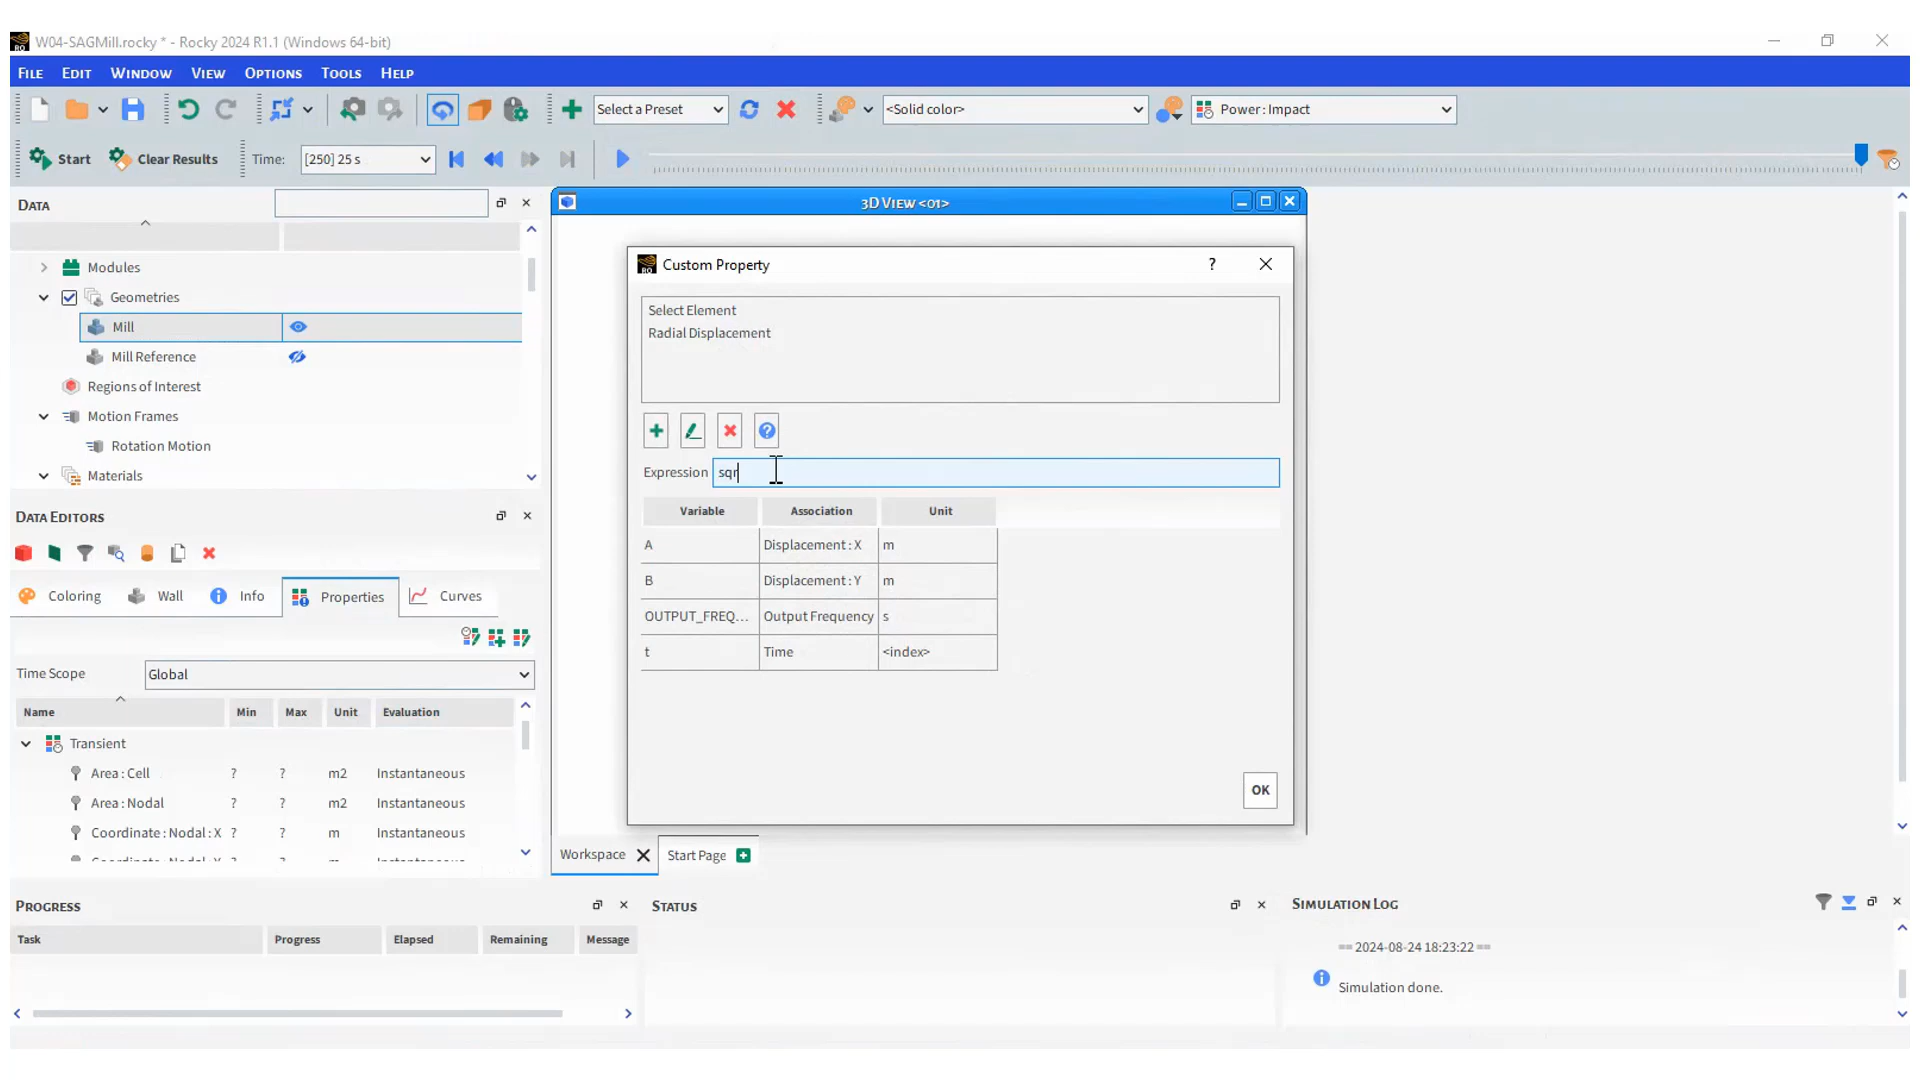 W04-SAGMill.rocky * - Rocky 2024 R1.1 (Windows 64-bit)
FILE EDIT WINDOW VIEW OPTIONS TOOLS HELP
Select a Preset <Solid color> Power : Impact
Start Clear Results Time: [250] 25 s
DATA
Modules
Geometries
Mill
Mill Reference
Regions of Interest
Motion Frames
Rotation Motion
Materials
DATA EDITORS
Coloring Wall Info Properties Curves
Time Scope Global
Name Min Max Unit Evaluation
Transient
Area : Cell ? ? m2 Instantaneous
Area : Nodal ? ? m2 Instantaneous
Coordinate : Nodal : X ? ? m Instantaneous
3D VIEW <01>
Custom Property ?
Select Element
Radial Displacement
Expression sqr
Variable Association Unit
A Displacement : X m
B Displacement : Y m
OUTPUT_FREQ... Output Frequency s
t Time <index>
OK
Workspace Start Page
PROGRESS
Task Progress Elapsed Remaining Message
STATUS
SIMULATION LOG
== 2024-08-24 18:23:22 ==
Simulation done.